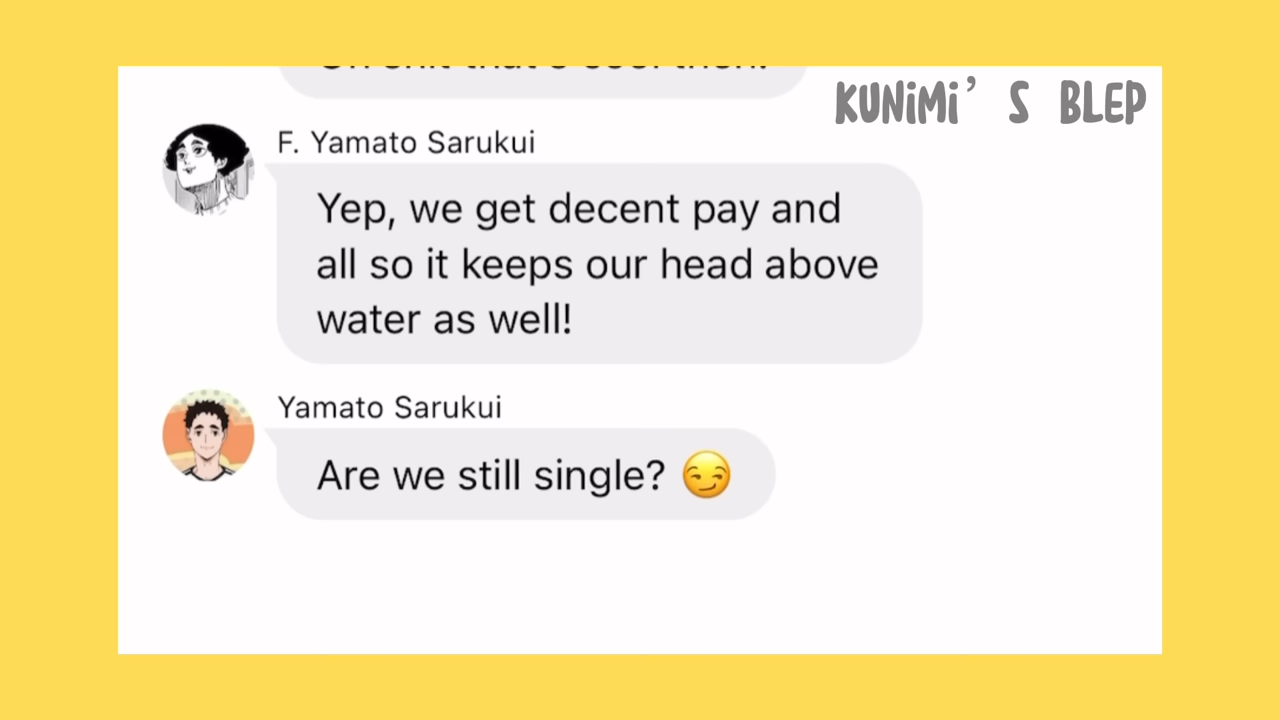 KUNiMi’ S BLEP
F. Yamato Sarukui
Yep, we get decent pay and
all so it keeps our head above
water as well!
Yamato Sarukui
Are we still single? 😏